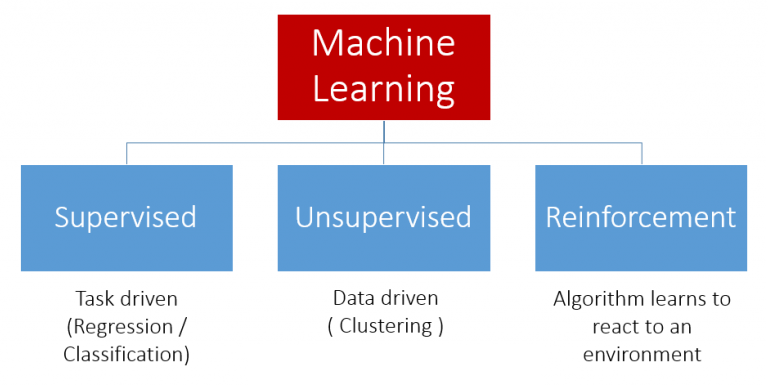 Machine
Learning
Supervised
Unsupervised
Reinforcement
Task driven
(Regression /
Classification)
Data driven
( Clustering )
Algorithm learns to
react to an
environment